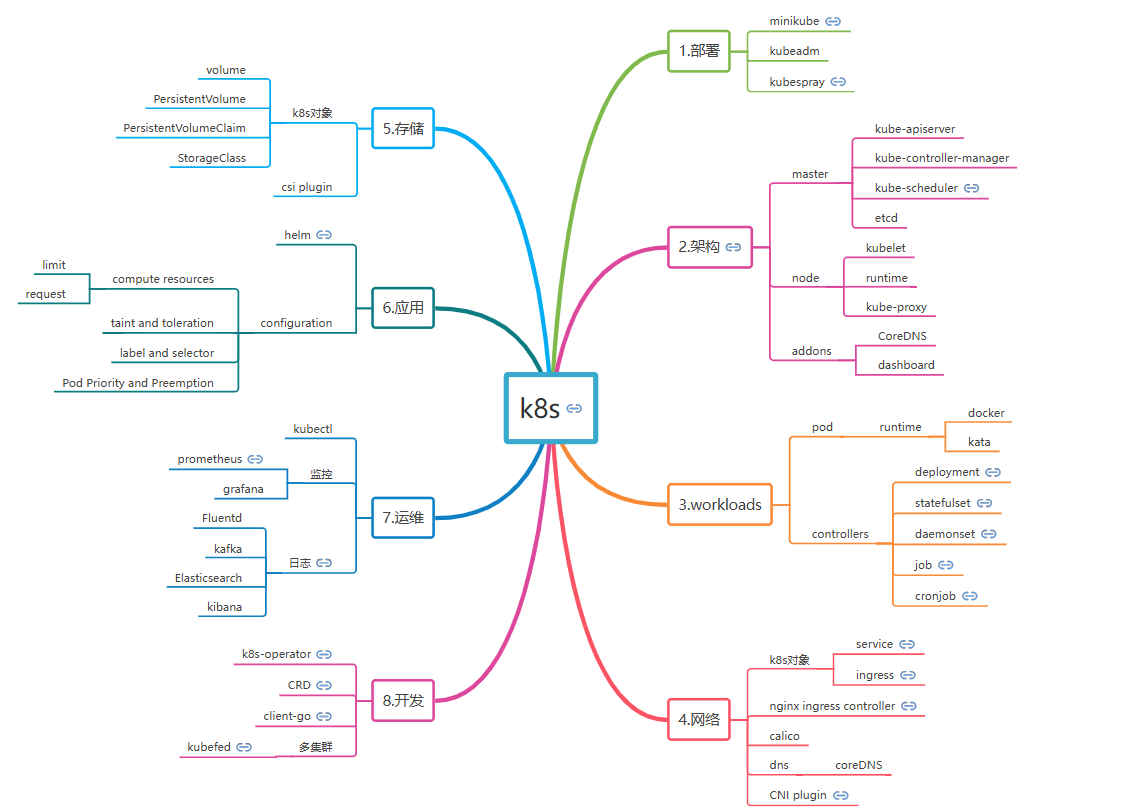 k8s
1.部署
minikube
kubeadm
kubespray
2.架构
master
kube-apiserver
kube-controller-manager
kube-scheduler
etcd
node
kubelet
runtime
kube-proxy
addons
CoreDNS
dashboard
3.workloads
pod
runtime
docker
kata
controllers
deployment
statefulset
daemonset
job
cronjob
4.网络
k8s对象
service
ingress
nginx ingress controller
calico
dns
coreDNS
CNI plugin
5.存储
k8s对象
volume
PersistentVolume
PersistentVolumeClaim
StorageClass
csi plugin
6.应用
helm
configuration
compute resources
limit
request
taint and toleration
label and selector
Pod Priority and Preemption
7.运维
kubectl
监控
prometheus
grafana
日志
Fluentd
kafka
Elasticsearch
kibana
8.开发
k8s-operator
CRD
client-go
多集群
kubefed